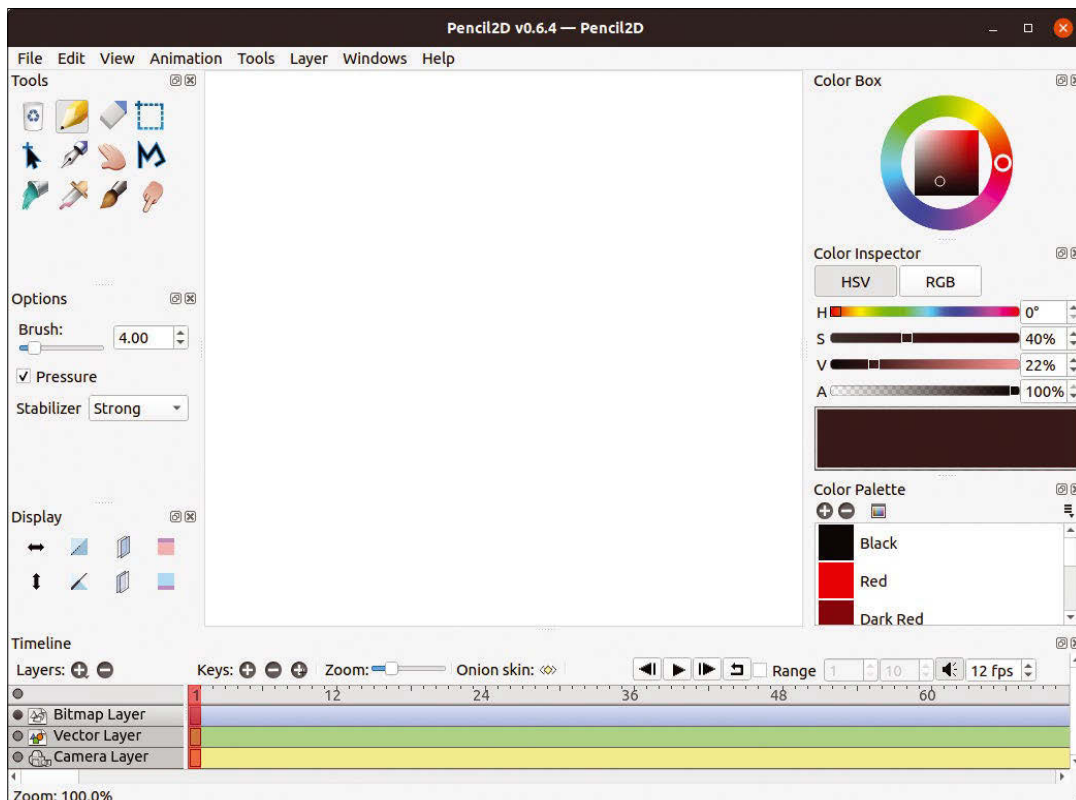 Pencil2D v0.6.4 — Pencil2D
File Edit View Animation Tools Layer Windows Help
Tools
Options
Brush:
4.00
Pressure
Stabilizer Strong
Display
Color Box
Color Inspector
HSV RGB
H 0°
S 40%
V 22%
A 100%
Color Palette
Black
Red
Dark Red
Timeline
Layers: Keys: Zoom: Onion skin: Range 1 10 12 fps
1 12 24 36 48 60
Bitmap Layer
Vector Layer
Camera Layer
Zoom: 100.0%